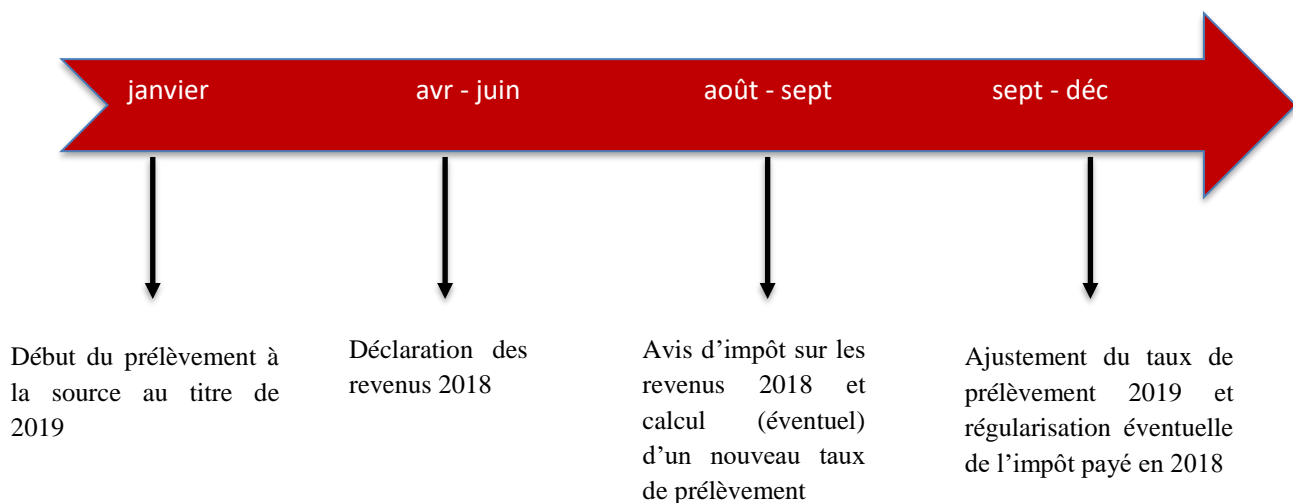 janvier
avr - juin
août - sept
sept - déc
Début du prélèvement à
la source au titre de
2019
Déclaration des
revenus 2018
Avis d’impôt sur les
revenus 2018 et
calcul (éventuel)
d’un nouveau taux
de prélèvement
Ajustement du taux de
prélèvement 2019 et
régularisation éventuelle
de l’impôt payé en 2018